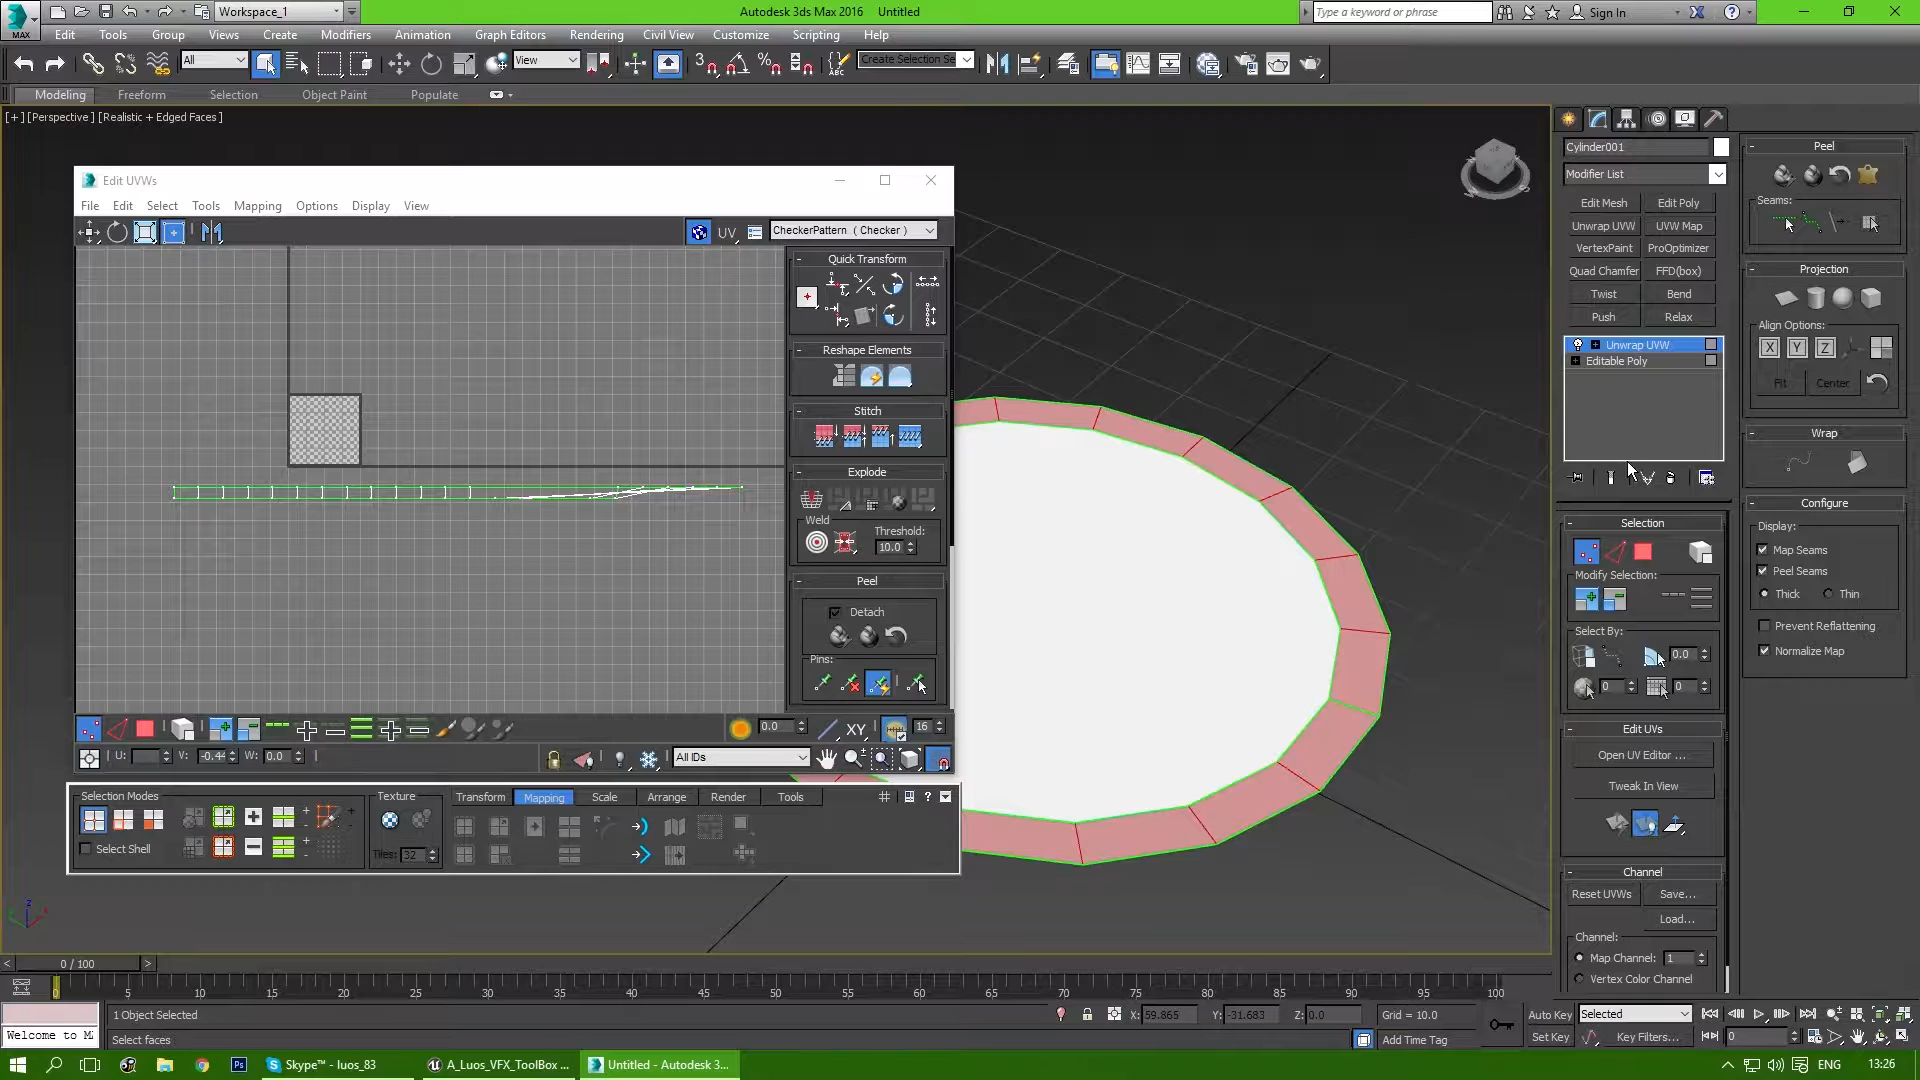 Workspace_1
Autodesk 3ds Max 2016   Untitled
Type a keyword or phrase
Sign In
MAX
Edit Tools Group Views Create Modifiers Animation Graph Editors Rendering Civil View Customize Scripting Help
All
View
Create Selection Se
Modeling Freeform Selection Object Paint Populate
[+] [Perspective ] [Realistic + Edged Faces ]
Edit UVWs
File Edit Select Tools Mapping Options Display View
UV
CheckerPattern ( Checker )
Quick Transform
Reshape Elements
Stitch
Explode
Weld
Threshold:
10.0
Peel
Detach
Pins:
0.0
XY
16
U:
V: -0.44
W: 0.0
All IDs
Selection Modes
Select Shell
Texture
Tiles: 32
Transform Mapping Scale Arrange Render Tools
Cylinder001
Modifier List
Edit Mesh Edit Poly
Unwrap UVW UVW Map
VertexPaint ProOptimizer
Quad Chamfer FFD(box)
Twist Bend
Push Relax
Unwrap UVW
Editable Poly
Selection
Modify Selection:
Select By:
0.0
0
0
Edit UVs
Open UV Editor ...
Tweak In View
Channel
Reset UVWs Save...
Load...
Channel:
Map Channel: 1
Vertex Color Channel
Peel
Seams:
Projection
Align Options:
X Y Z
Fit Center
Wrap
Configure
Display:
Map Seams
Peel Seams
Thick Thin
Prevent Reflattening
Normalize Map
0 / 100
0 5 10 15 20 25 30 35 40 45 50 55 60 65 70 75 80 85 90 95 100
Welcome to M
1 Object Selected
Select faces
X: 59.865
Y: -31.683
Z: 0.0
Grid = 10.0
Add Time Tag
Auto Key
Selected
Set Key
Key Filters...
0
Skype™ - luos_83
A_Luos_VFX_ToolBox ...
Untitled - Autodesk 3...
ENG
13:26